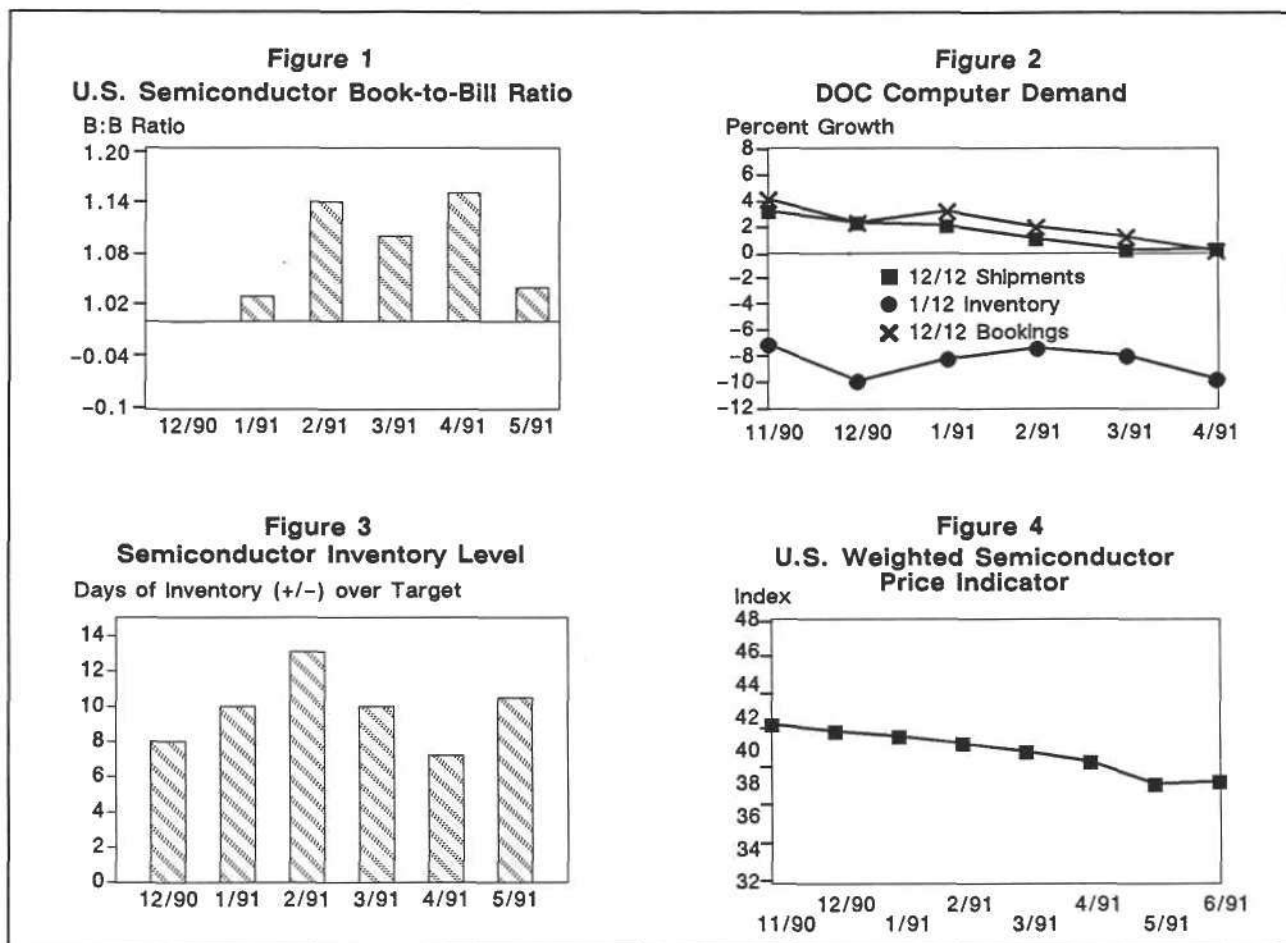 Figure 1
U.S. Semiconductor Book-to-Bill Ratio
B:B Ratio
1.20
1.14
1.08
1.02
-0.04
-0.1
12/90 1/91 2/91 3/91 4/91 5/91
Figure 2
DOC Computer Demand
Percent Growth
8
6
4
2
0
-2
-4
-6
-8
-10
-12
12/12 Shipments
1/12 Inventory
12/12 Bookings
11/90 12/90 1/91 2/91 3/91 4/91
Figure 3
Semiconductor Inventory Level
Days of Inventory (+/-) over Target
14
12
10
8
6
4
2
0
12/90 1/91 2/91 3/91 4/91 5/91
Figure 4
U.S. Weighted Semiconductor
Price Indicator
Index
48
46
44
42
40
38
36
34
32
11/90 12/90 1/91 2/91 3/91 4/91 5/91 6/91